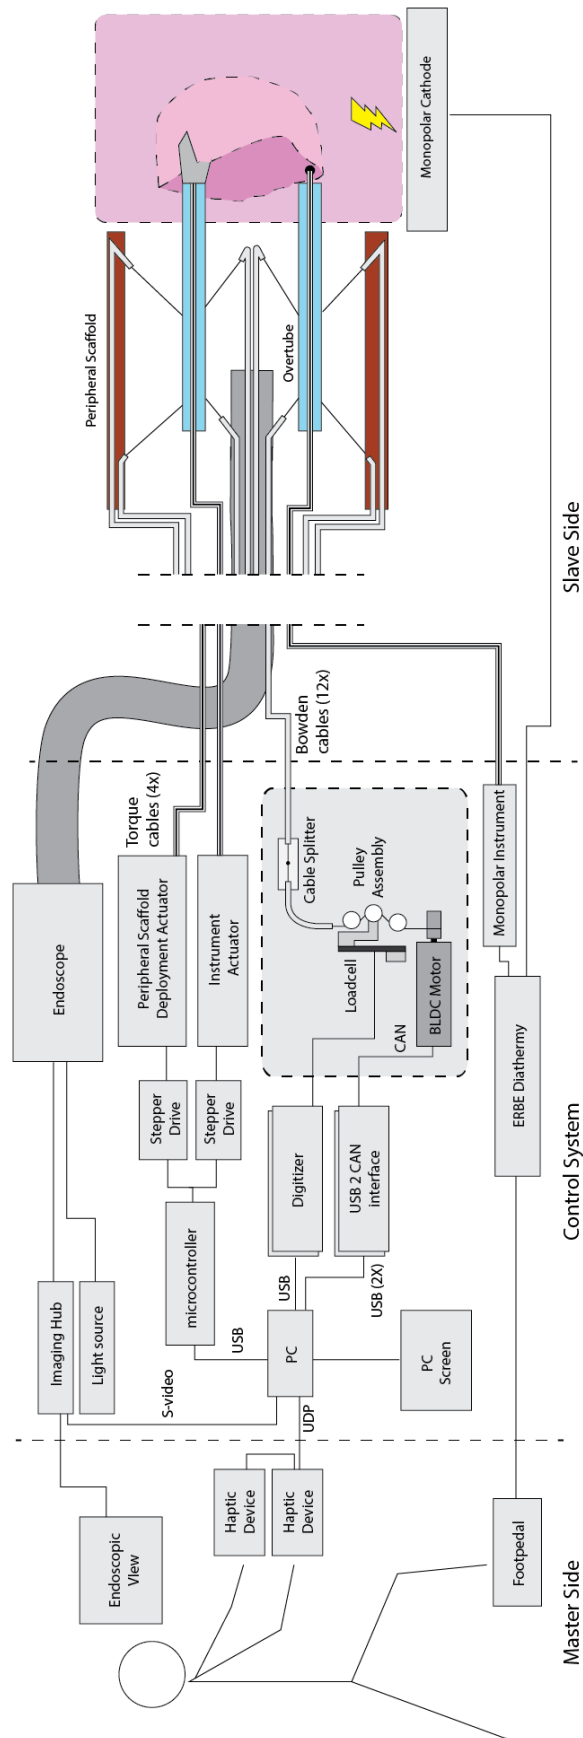 Endoscopic
VIew
Haptic
Device
Haptic
Device
Footpedal
Master Side
Imaging Hub
Light source
S-video
UDP
microcontroller
USB
PC
PC
Screen
USB
USB (2X)
Stepper
Drive
Stepper
Drive
Digitizer
USB 2 CAN
interface
Endoscope
Peripheral Scaffold
Deployment Actuator
Instrument
Actuator
Torque
cables (4x)
Cable Splitter
Pulley
Assembly
Loadcell
BLDC Motor
CAN
Bowden
cables (12x)
Monopolar Instrument
ERBE Diathermy
Control System
Peripheral Scaffold
Overtube
Monopolar Cathode
Slave Side